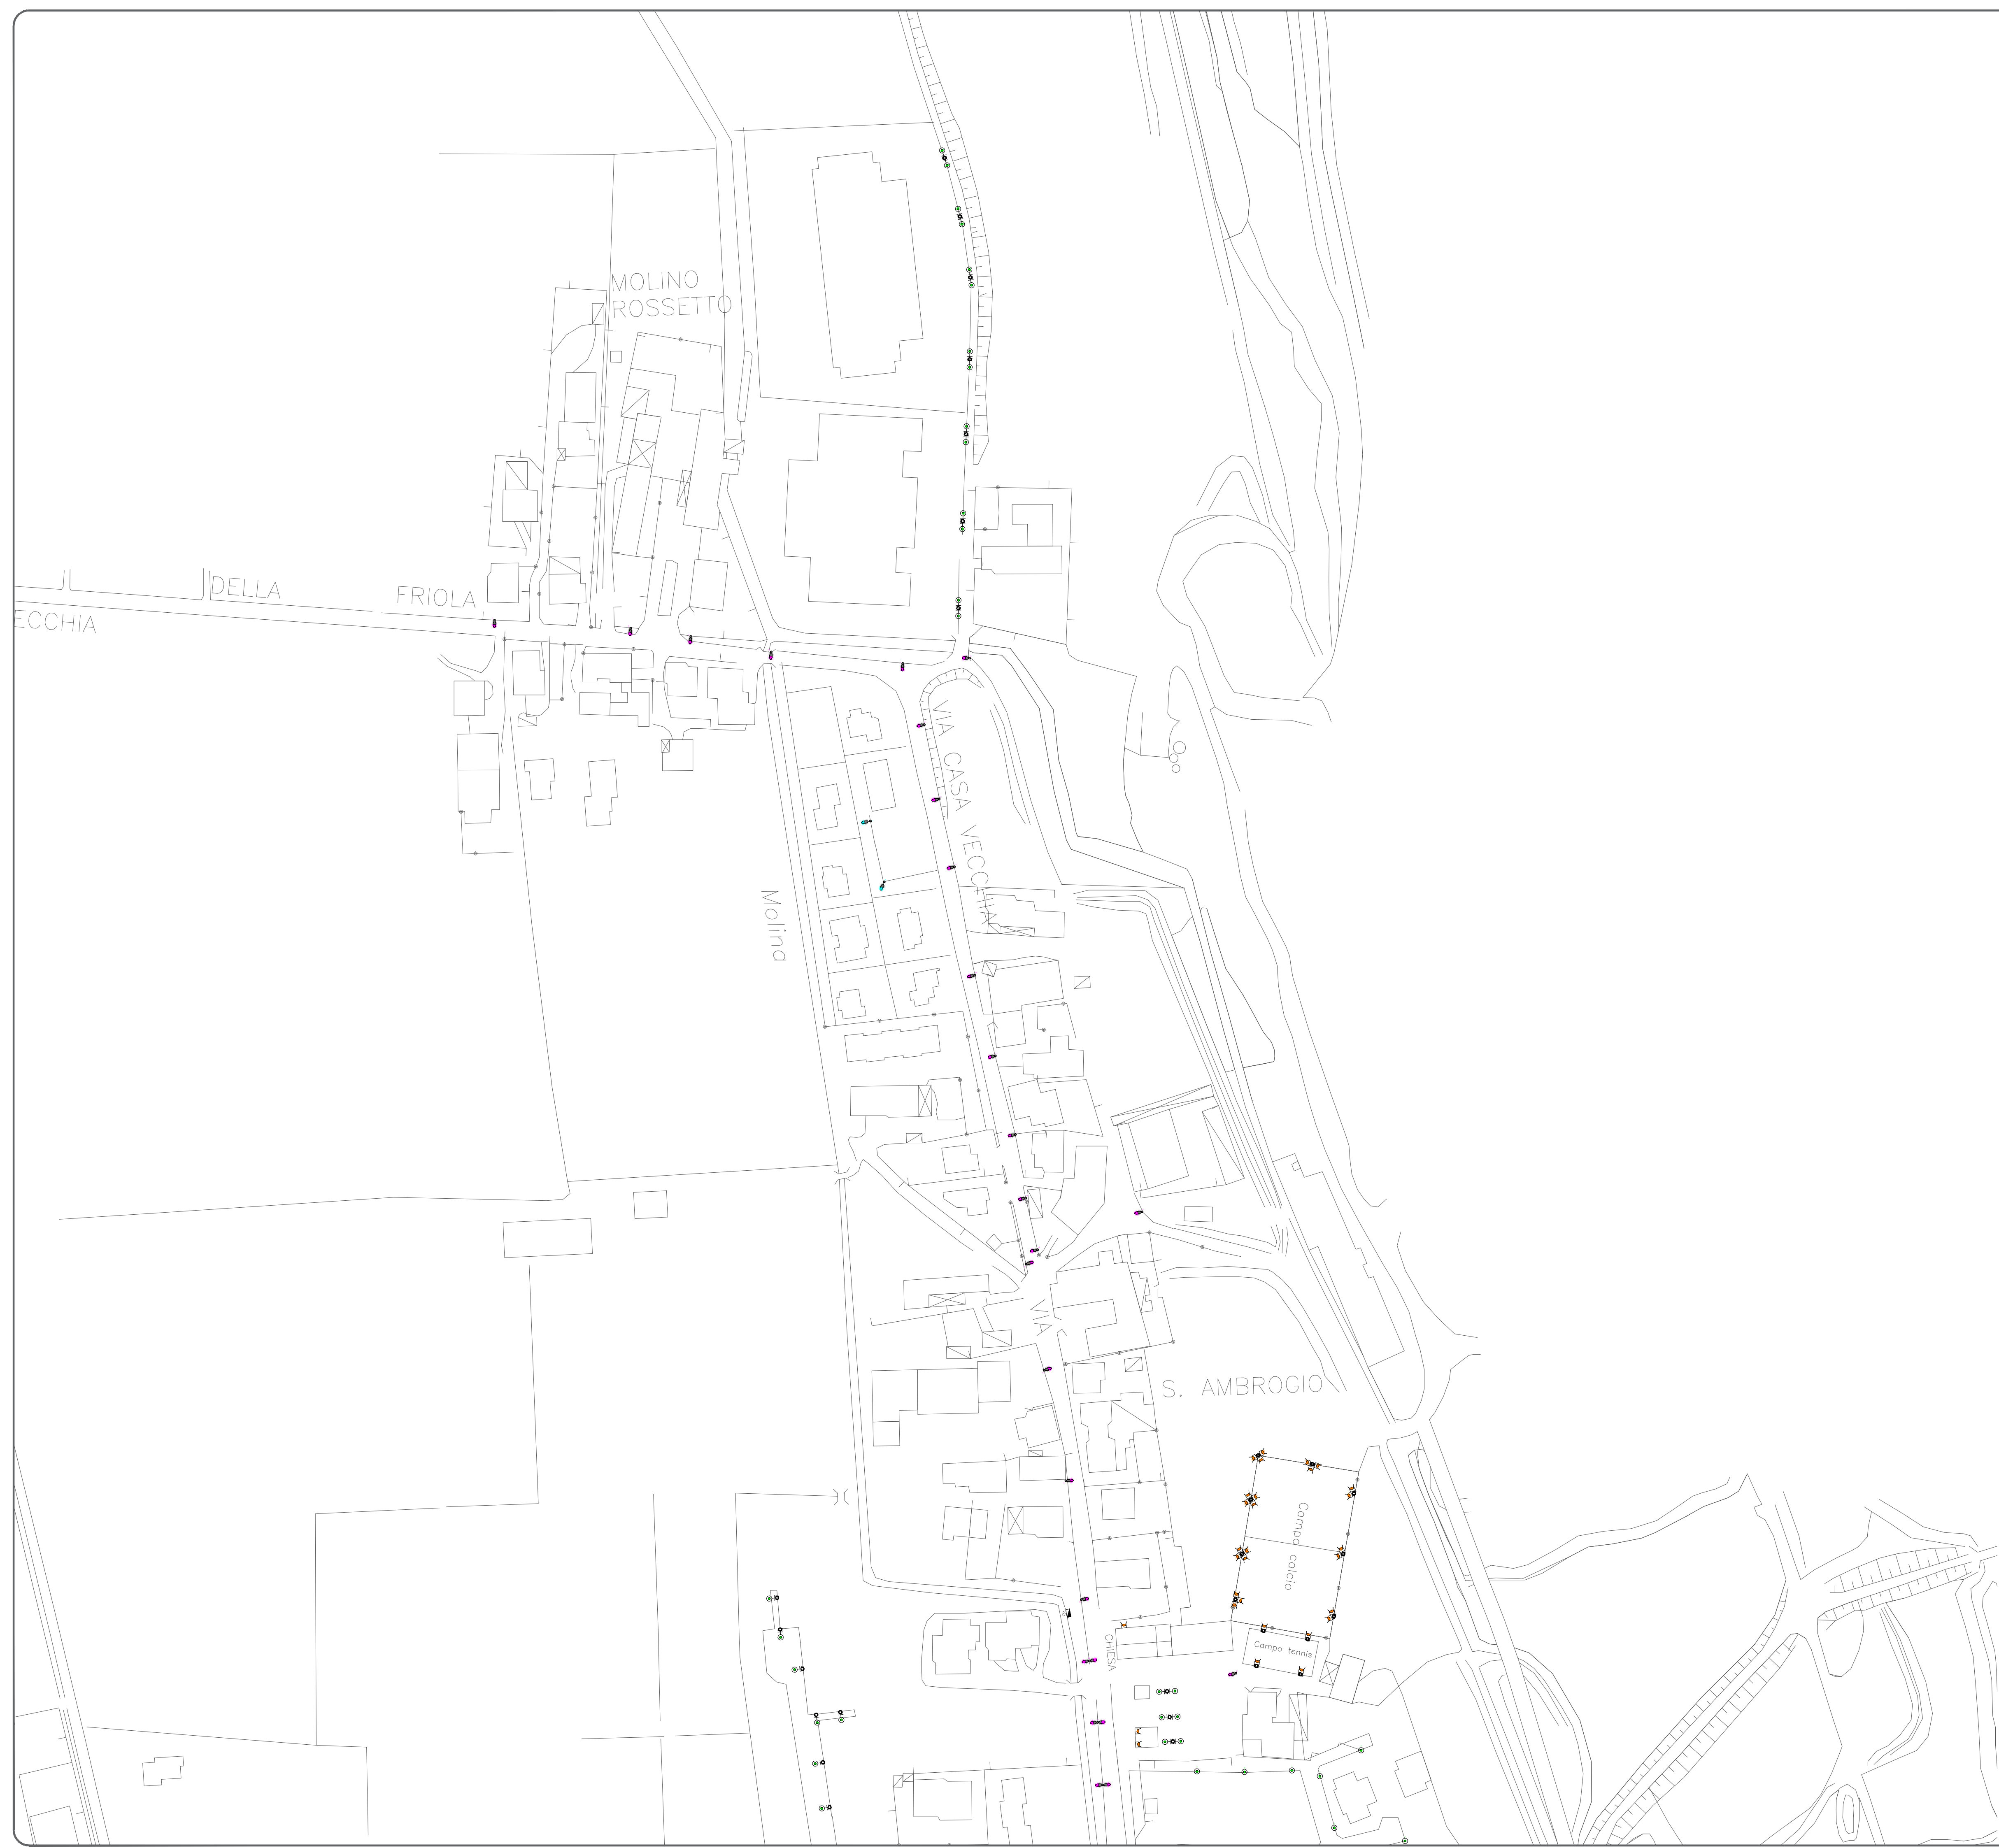 MOLINO
ROSSETTO
DELLA
FRIOLA
ECCHIA
VIA CASA VECCHIA
Molina
VIA
S. AMBROGIO
Campo calcio
Campo tennis
CHIESA